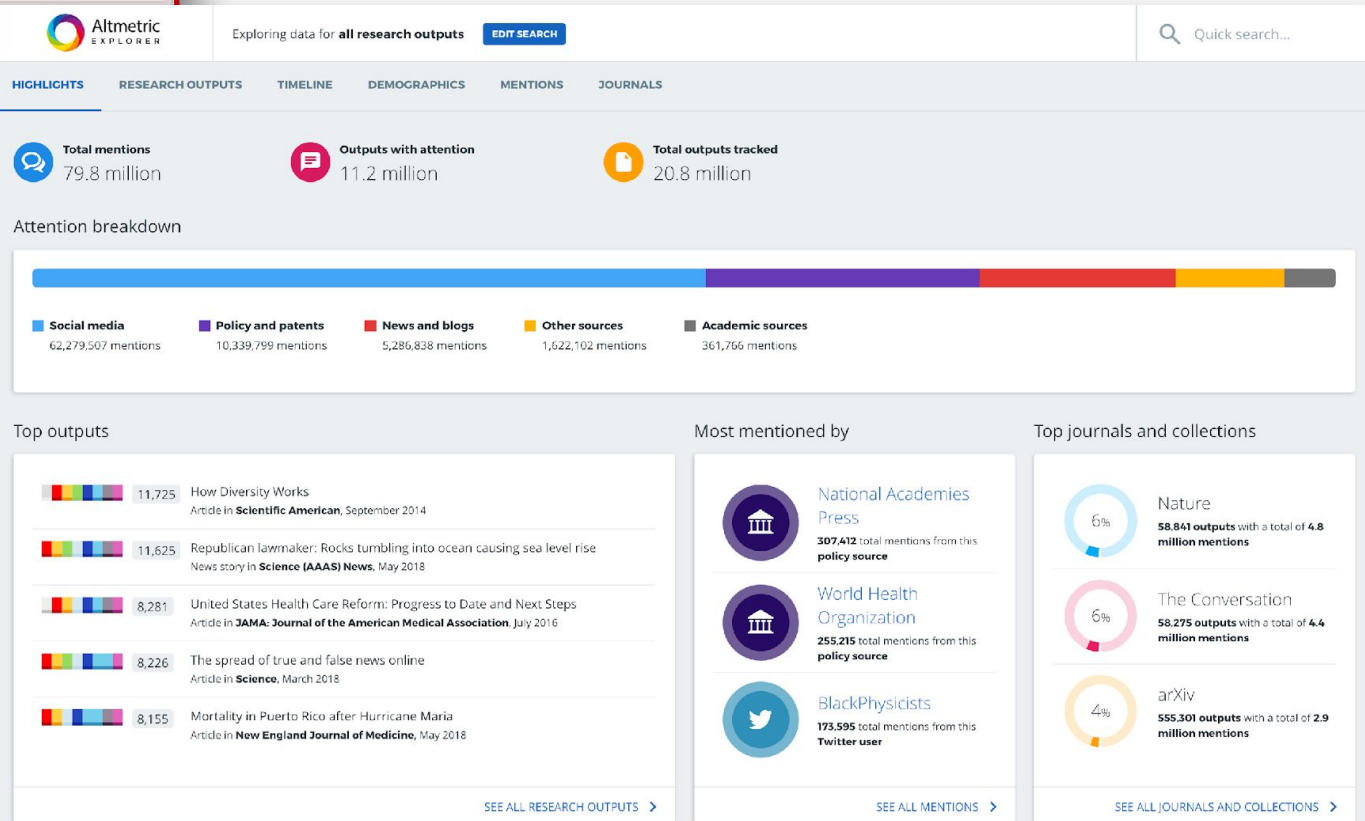 Altmetric
EXPLORER
Exploring data for all research outputs
EDIT SEARCH
Quick search...
HIGHLIGHTS
RESEARCH OUTPUTS
TIMELINE
DEMOGRAPHICS
MENTIONS
JOURNALS
Total mentions
79.8 million
Outputs with attention
11.2 million
Total outputs tracked
20.8 million
Attention breakdown
Social media
62,279,507 mentions
Policy and patents
10,339,799 mentions
News and blogs
5,286,838 mentions
Other sources
1,622,102 mentions
Academic sources
361,766 mentions
Top outputs
11,725
How Diversity Works
Article in Scientific American, September 2014
11,625
Republican lawmaker: Rocks tumbling into ocean causing sea level rise
News story in Science (AAAS) News, May 2018
8,281
United States Health Care Reform: Progress to Date and Next Steps
Article in JAMA: Journal of the American Medical Association, July 2016
8,226
The spread of true and false news online
Article in Science, March 2018
8,155
Mortality in Puerto Rico after Hurricane Maria
Article in New England Journal of Medicine, May 2018
SEE ALL RESEARCH OUTPUTS
Most mentioned by
National Academies
Press
307,412 total mentions from this
policy source
World Health
Organization
255,215 total mentions from this
policy source
BlackPhysicists
173,595 total mentions from this
Twitter user
SEE ALL MENTIONS
Top journals and collections
6%
Nature
58,841 outputs with a total of 4.8
million mentions
6%
The Conversation
58,275 outputs with a total of 4.4
million mentions
4%
arXiv
555,301 outputs with a total of 2.9
million mentions
SEE ALL JOURNALS AND COLLECTIONS